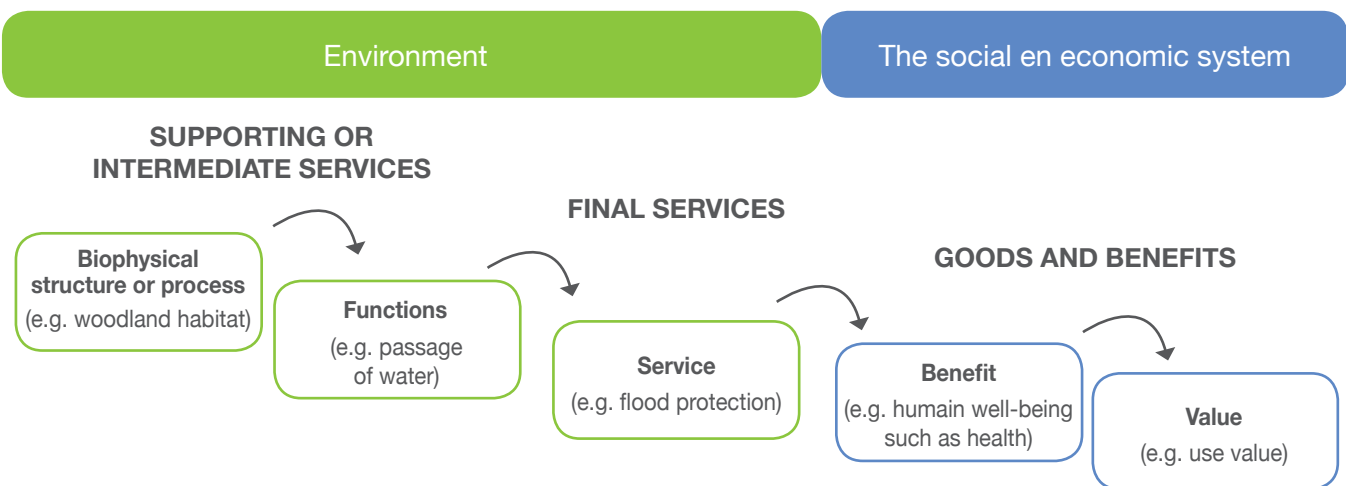 Environment
The social en economic system
SUPPORTING OR
INTERMEDIATE SERVICES
FINAL SERVICES
GOODS AND BENEFITS
Biophysical
structure or process
(e.g. woodland habitat)
Functions
(e.g. passage
of water)
Service
(e.g. flood protection)
Benefit
(e.g. humain well-being
such as health)
Value
(e.g. use value)